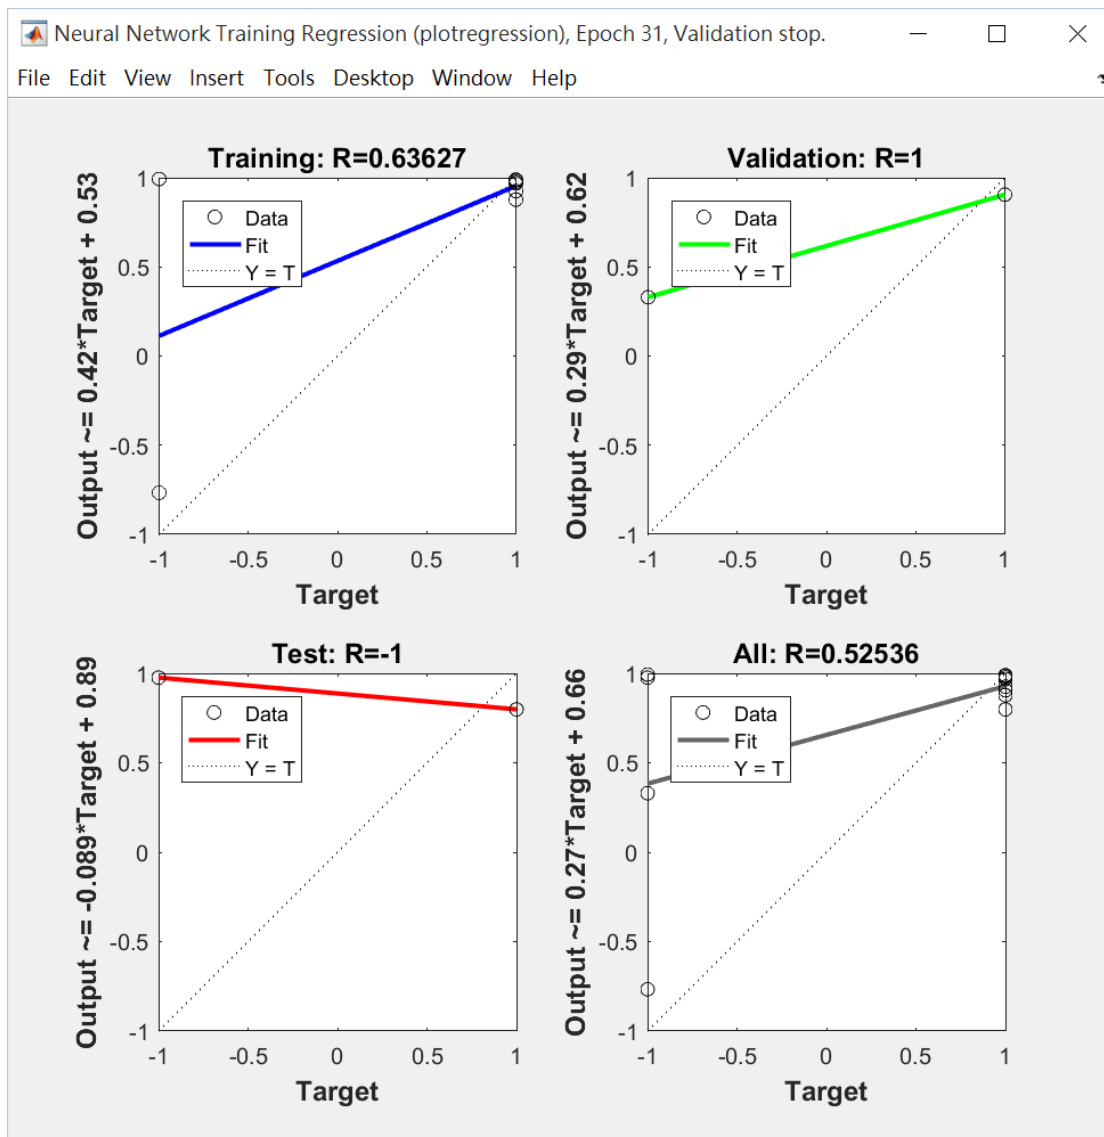 Neural Network Training Regression (plotregression), Epoch 31, Validation stop.
File Edit View Insert Tools Desktop Window Help
Training: R=0.63627
Output ~= 0.42*Target + 0.53
1
0.5
0
-0.5
-1
Data
Fit
Y = T
-1 -0.5 0 0.5 1
Target
Validation: R=1
Output ~= 0.29*Target + 0.62
1
0.5
0
-0.5
-1
Data
Fit
Y = T
-1 -0.5 0 0.5 1
Target
Test: R=-1
Output ~= -0.089*Target + 0.89
1
0.5
0
-0.5
-1
Data
Fit
Y = T
-1 -0.5 0 0.5 1
Target
All: R=0.52536
Output ~= 0.27*Target + 0.66
1
0.5
0
-0.5
-1
Data
Fit
Y = T
-1 -0.5 0 0.5 1
Target